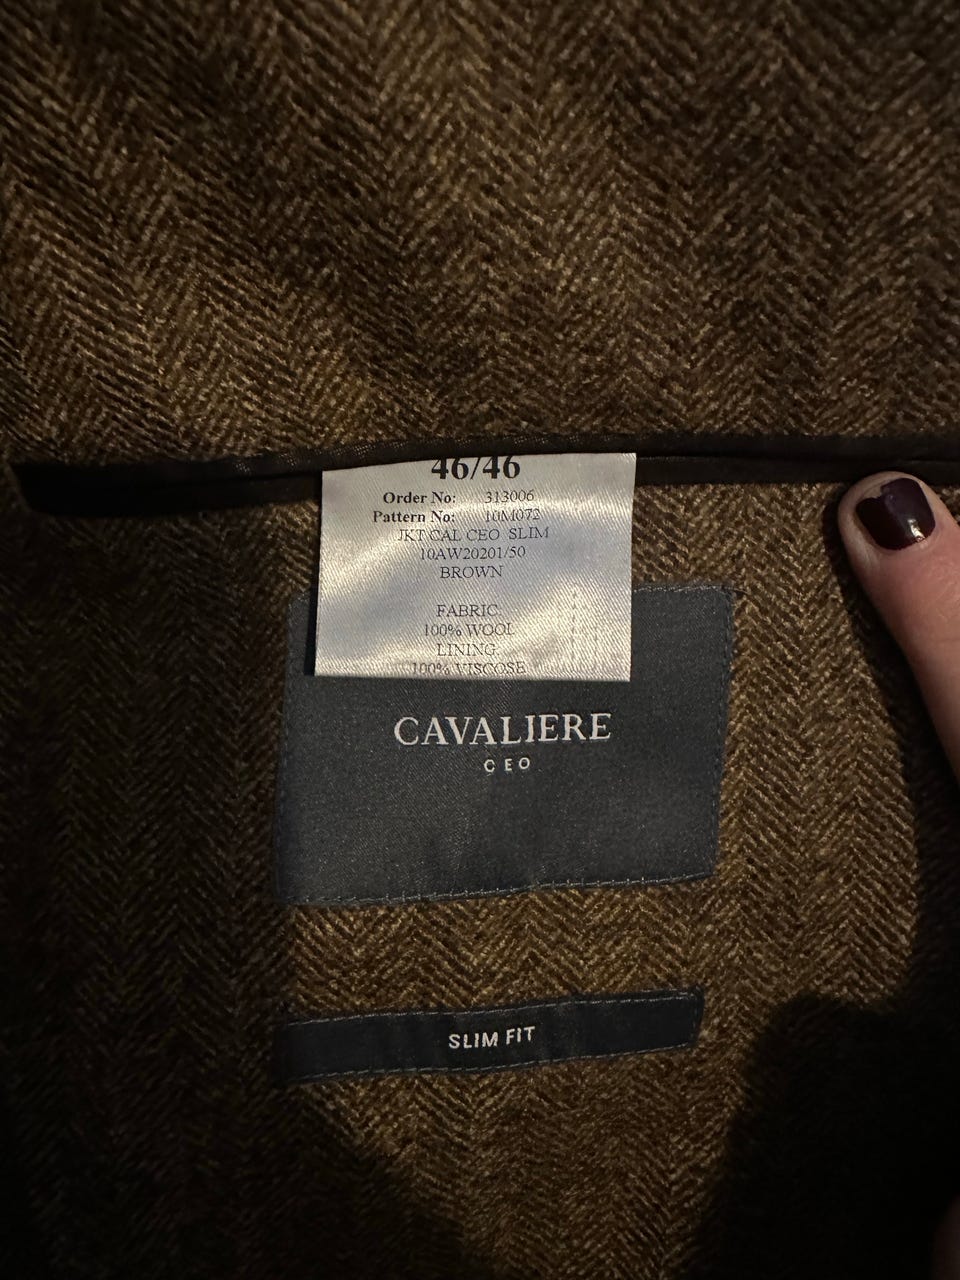 46/46
Order No: 313006
Pattern No: 10M072
JKT CAL CEO SLIM
10AW20201/50
BROWN
FABRIC:
100% WOOL
LINING:
100% VISCOSE
CAVALIERE
CEO
SLIM FIT